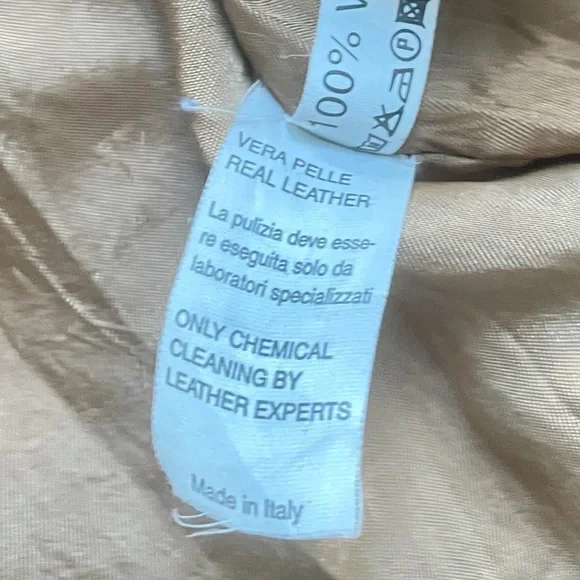 100%
P
VERA PELLE
REAL LEATHER
La pulizia deve esse-
re eseguita solo da
laboratori specializzati
ONLY CHEMICAL
CLEANING BY
LEATHER EXPERTS
Made in Italy